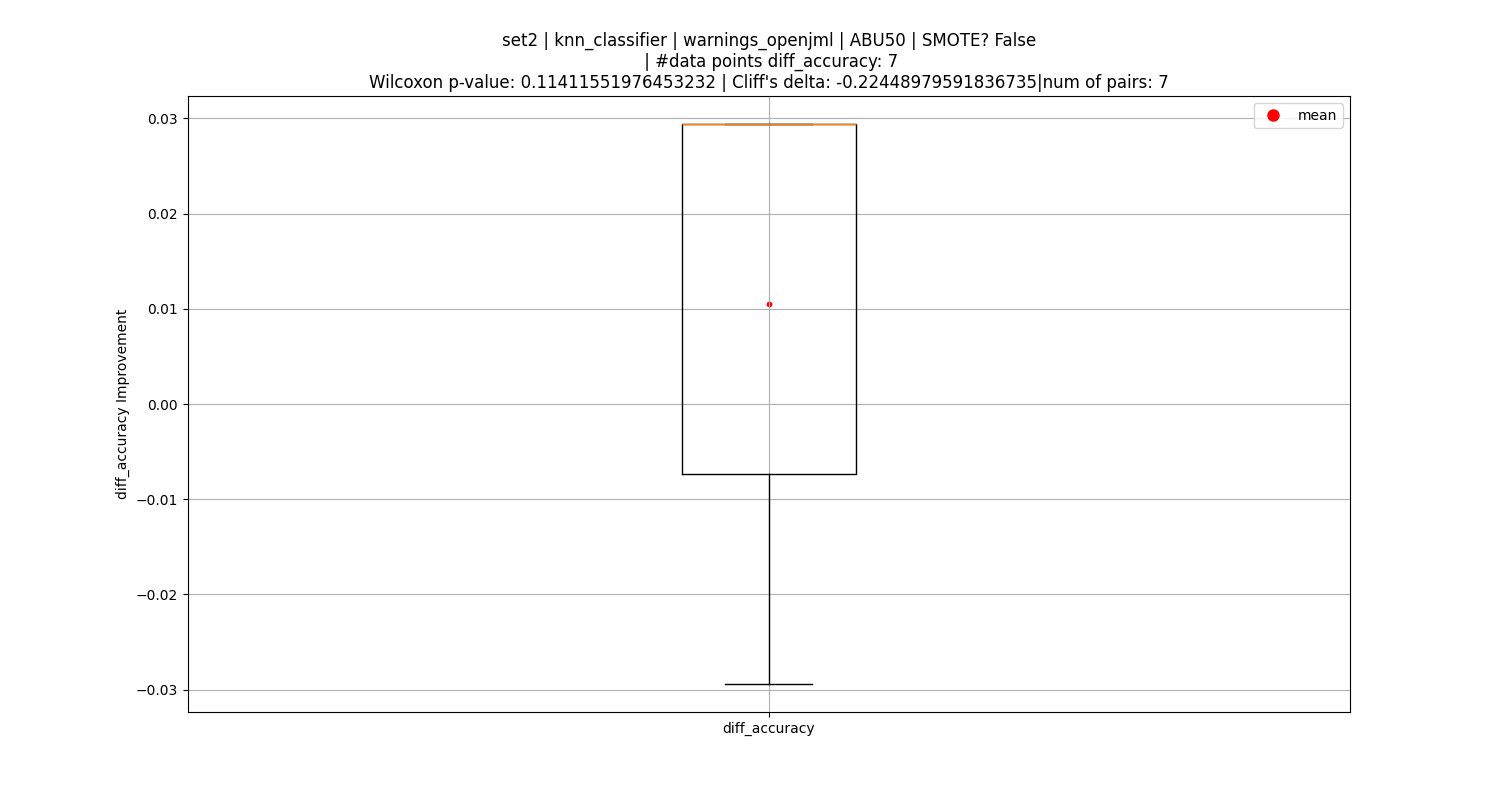 set2 | knn_classifier | warnings_openjml | ABU50 | SMOTE? False
| #data points diff_accuracy: 7
Wilcoxon p-value: 0.11411551976453232 | Cliff's delta: -0.22448979591836735|num of pairs: 7
mean
0.03
0.02
0.01
0.00
−0.01
−0.02
−0.03
diff_accuracy Improvement
diff_accuracy